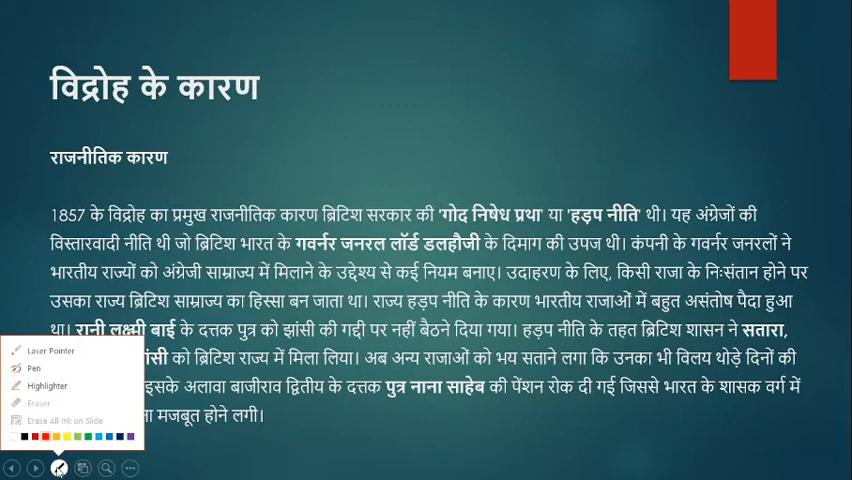 विद्रोह के कारण
राजनीतिक कारण
1857 के विद्रोह का प्रमुख राजनीतिक कारण ब्रिटिश सरकार की 'गोद निषेध प्रथा' या 'हड़प नीति' थी। यह अंग्रेजों की
विस्तारवादी नीति थी जो ब्रिटिश भारत के गवर्नर जनरल लॉर्ड डलहौजी के दिमाग की उपज थी। कंपनी के गवर्नर जनरलों ने
भारतीय राज्यों को अंग्रेजी साम्राज्य में मिलाने के उद्देश्य से कई नियम बनाए। उदाहरण के लिए, किसी राजा के निःसंतान होने पर
उसका राज्य ब्रिटिश साम्राज्य का हिस्सा बन जाता था। राज्य हड़प नीति के कारण भारतीय राजाओं में बहुत असंतोष पैदा हुआ
था। रानी लक्ष्मी बाई के दत्तक पुत्र को झांसी की गद्दी पर नहीं बैठने दिया गया। हड़प नीति के तहत ब्रिटिश शासन ने सतारा,
को ब्रिटिश राज्य में मिला लिया। अब अन्य राजाओं को भय सताने लगा कि उनका भी विलय थोड़े दिनों की
इसके अलावा बाजीराव द्वितीय के दत्तक पुत्र नाना साहेब की पेंशन रोक दी गई जिससे भारत के शासक वर्ग में
मजबूत होने लगी।
Laser Pointer
Pen
Highlighter
Eraser
Erase All Ink on Slide